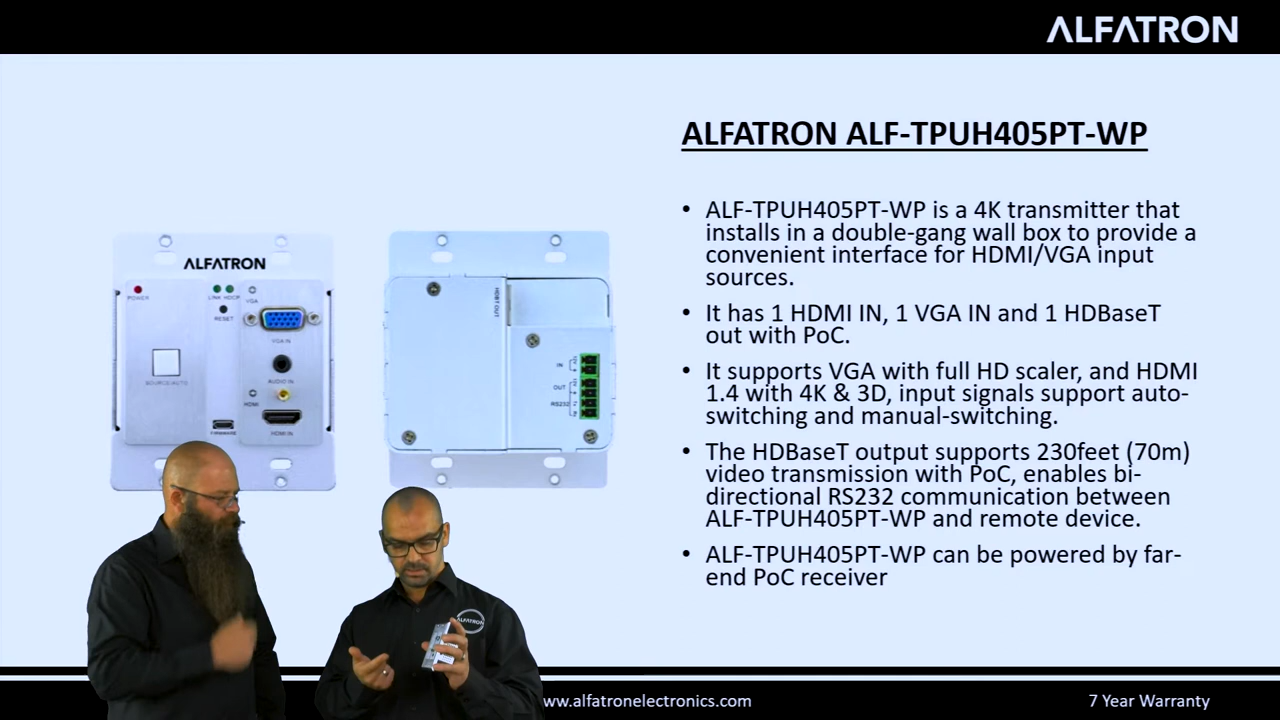 ALFATRON
ALFATRON ALF-TPUH405PT-WP
• ALF-TPUH405PT-WP is a 4K transmitter that
installs in a double-gang wall box to provide a
convenient interface for HDMI/VGA input
sources.
• It has 1 HDMI IN, 1 VGA IN and 1 HDBaseT
out with PoC.
• It supports VGA with full HD scaler, and HDMI
1.4 with 4K & 3D, input signals support auto-
switching and manual-switching.
• The HDBaseT output supports 230feet (70m)
video transmission with PoC, enables bi-
directional RS232 communication between
ALF-TPUH405PT-WP and remote device.
• ALF-TPUH405PT-WP can be powered by far-
end PoC receiver
ALFATRON
POWER
LINK HDCP
VGA
RESET
VGA IN
SOURCE/AUTO
AUDIO IN
HDMI
FIRMWARE
HDMI IN
HDBT OUT
IN
OUT
RS232
ALFATRON
www.alfatronelectronics.com
7 Year Warranty